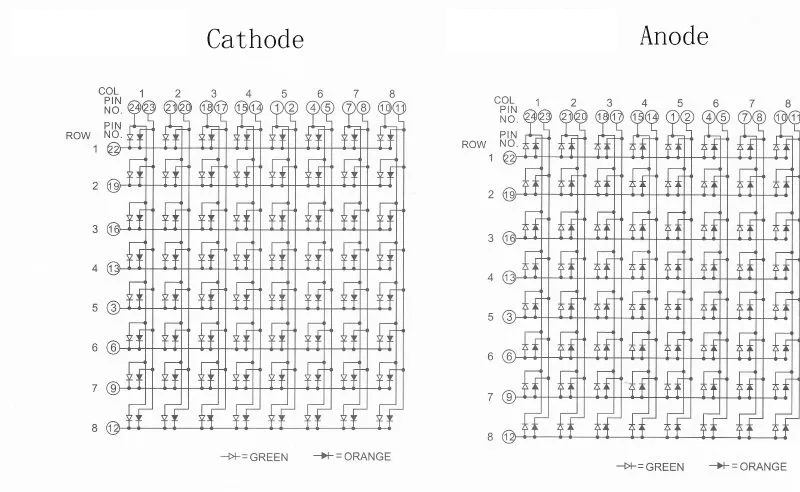 Cathode
COL 1 2 3 4 5 6 7 8
PIN NO. 24 23 21 20 18 17 15 14 1 2 4 5 7 8 10 11
ROW PIN NO.
1 22
2 19
3 16
4 13
5 3
6 6
7 9
8 12
= GREEN = ORANGE
Anode
COL 1 2 3 4 5 6 7 8
PIN NO. 24 23 21 20 18 17 15 14 1 2 4 5 7 8 10 11
ROW PIN NO.
1 22
2 19
3 16
4 13
5 3
6 6
7 9
8 12
= GREEN = ORANGE